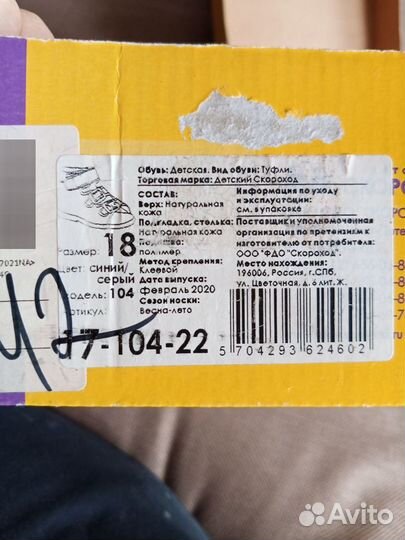 Обувь: Детская. Вид обуви: Туфли.
Торговая марка: Детский Скороход
СОСТАВ:
Верх: Натуральная
кожа
Подкладка, стелька:
Натуральная кожа
Подошва:
полимер
Метод крепления:
Клеевой
Дата выпуска:
февраль 2020
Сезон носки:
Весна-лето
Информация по уходу
и эксплуатации:
см. в упаковке
Поставщик и уполномоченная
организация по претензиям к
изготовителю от потребителя:
ООО "ФДО "Скороход".
Место нахождения:
196006, Россия, г.СПб,
ул. Цветочная, д.6 лит. Ж.
Размер: 18
Цвет: синий/
серый
Модель: 104
Артикул:
17-104-22
5 704293 624602
42
7021NA>
Avito